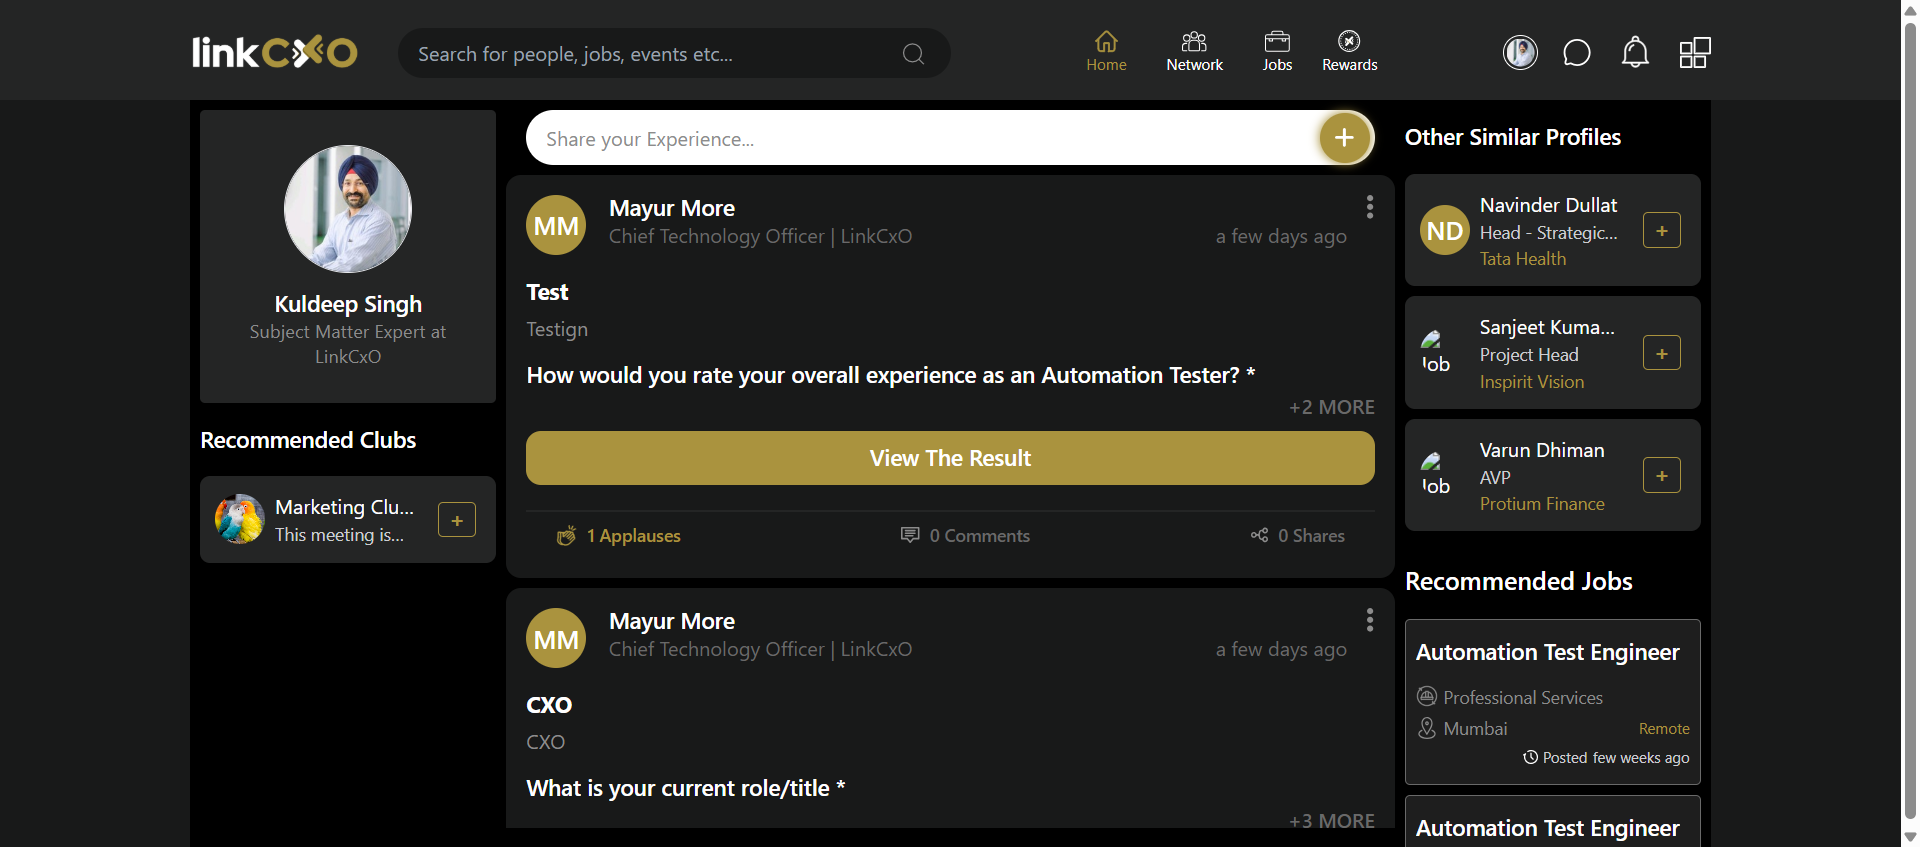 linkCXO
Search for people, jobs, events etc...
Home
Network
Jobs
Rewards
Kuldeep Singh
Subject Matter Expert at
LinkCxO
Recommended Clubs
Marketing Clu...
This meeting is...
+
Share your Experience...
+
MM
Mayur More
Chief Technology Officer | LinkCxO
a few days ago
Test
Testign
How would you rate your overall experience as an Automation Tester? *
+2 MORE
View The Result
1 Applauses
0 Comments
0 Shares
MM
Mayur More
Chief Technology Officer | LinkCxO
a few days ago
CXO
CXO
What is your current role/title *
+3 MORE
Other Similar Profiles
ND
Navinder Dullat
Head - Strategic...
Tata Health
+
Job
Sanjeet Kuma...
Project Head
Inspirit Vision
+
Job
Varun Dhiman
AVP
Protium Finance
+
Recommended Jobs
Automation Test Engineer
Professional Services
Mumbai
Remote
Posted few weeks ago
Automation Test Engineer